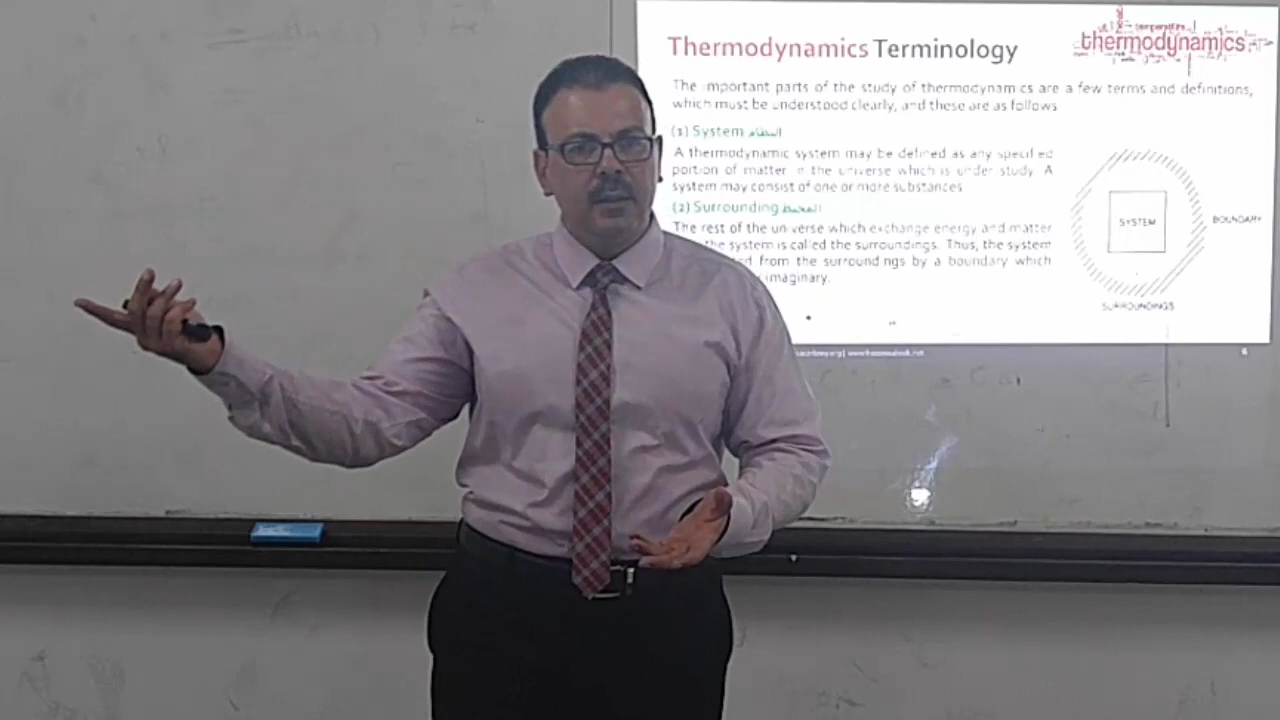 Thermodynamics Terminology
thermodynamics
The important parts of the study of thermodynamics are a few terms and definitions,
which must be understood clearly, and these are as follows
(1) System النظام
A thermodynamic system may be defined as any specified
portion of matter in the universe which is under study. A
system may consist of one or more substances
(2) Surrounding المحيط
The rest of the universe which exchange energy and matter
the system is called the surroundings. Thus, the system
from the surroundings by a boundary which
imaginary.
SYSTEM
BOUNDARY
SURROUNDINGS
6